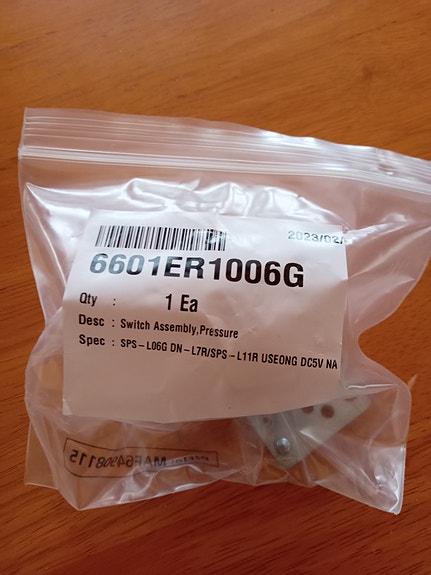 2023/02/
6601ER1006G
Qty : 1 Ea
Desc : Switch Assembly,Pressure
Spec : SPS-L06G DN-L7R/SPS-L11R USEONG DC5V NA
MAF64908115